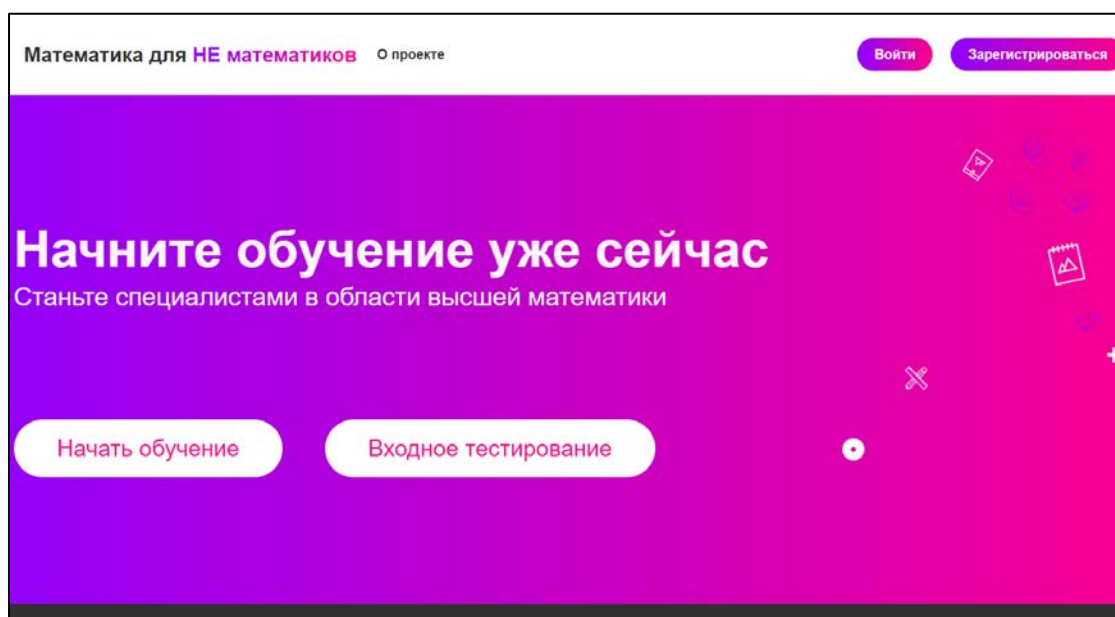 Математика для НЕ математиков О проекте Войти Зарегистрироваться
Начните обучение уже сейчас
Станьте специалистами в области высшей математики
Начать обучение Входное тестирование